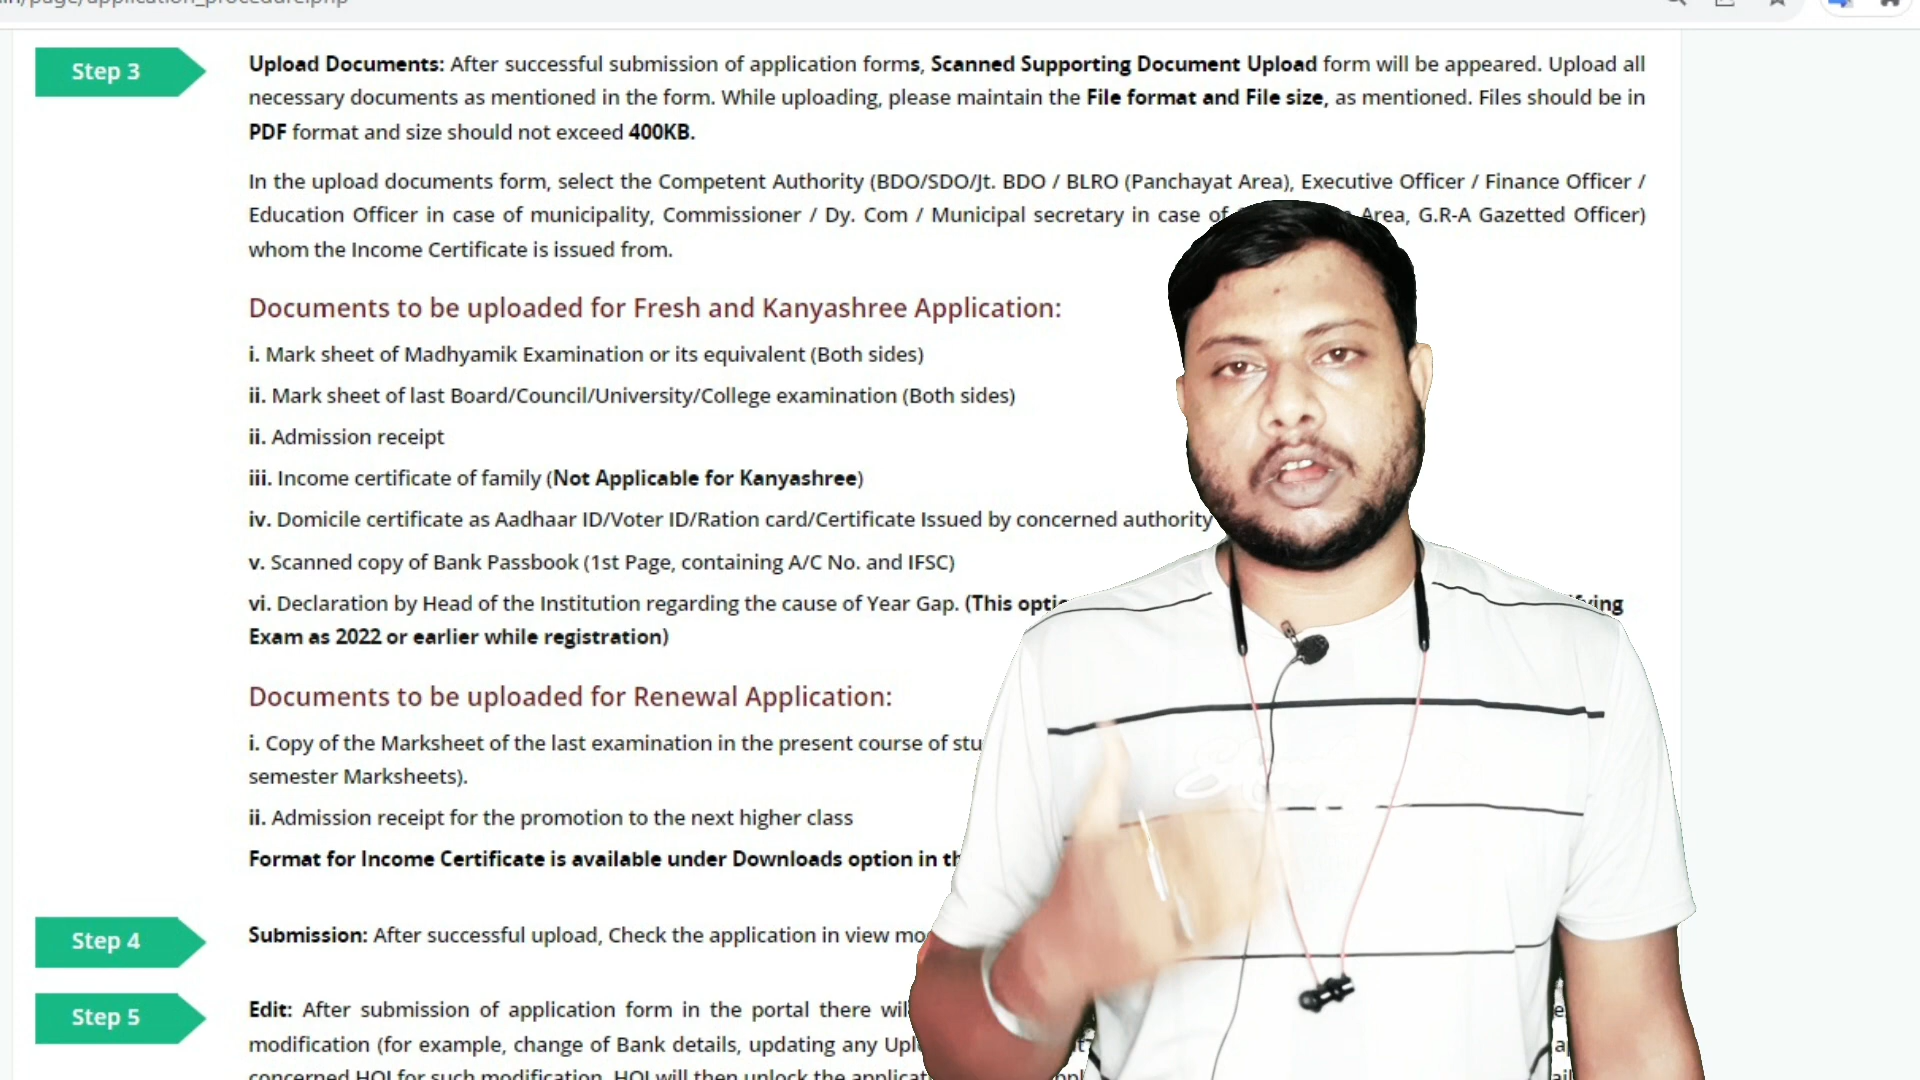 Step 3
Upload Documents: After successful submission of application forms, Scanned Supporting Document Upload form will be appeared. Upload all
necessary documents as mentioned in the form. While uploading, please maintain the File format and File size, as mentioned. Files should be in
PDF format and size should not exceed 400KB.
In the upload documents form, select the Competent Authority (BDO/SDO/Jt. BDO / BLRO (Panchayat Area), Executive Officer / Finance Officer /
Education Officer in case of municipality, Commissioner / Dy. Com / Municipal secretary in case of Area, G.R-A Gazetted Officer)
whom the Income Certificate is issued from.
Documents to be uploaded for Fresh and Kanyashree Application:
i. Mark sheet of Madhyamik Examination or its equivalent (Both sides)
ii. Mark sheet of last Board/Council/University/College examination (Both sides)
ii. Admission receipt
iii. Income certificate of family (Not Applicable for Kanyashree)
iv. Domicile certificate as Aadhaar ID/Voter ID/Ration card/Certificate Issued by concerned authority
v. Scanned copy of Bank Passbook (1st Page, containing A/C No. and IFSC)
vi. Declaration by Head of the Institution regarding the cause of Year Gap. (This
Exam as 2022 or earlier while registration)
Documents to be uploaded for Renewal Application:
i. Copy of the Marksheet of the last examination in the present course of
semester Marksheets).
ii. Admission receipt for the promotion to the next higher class
Format for Income Certificate is available under Downloads option in
Step 4
Submission: After successful upload, Check the application in view
Step 5
Edit: After submission of application form in the portal there
modification (for example, change of Bank details, updating any
concerned HOI for such modification. HOI will then unlock the